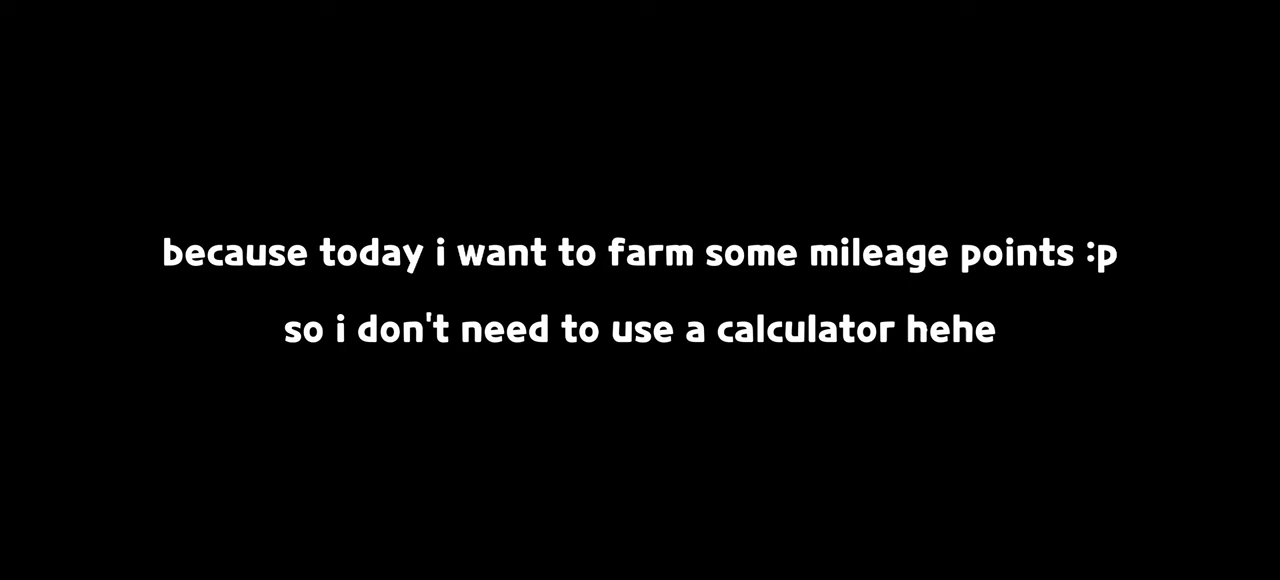 because today i want to farm some mileage points :p
so i don't need to use a calculator hehe